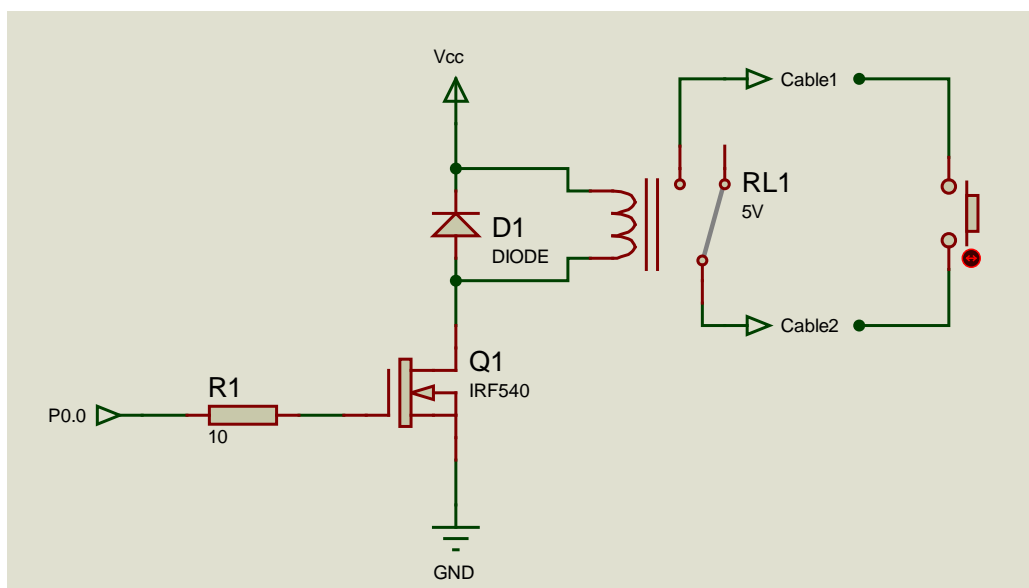 Vcc
Cable1
RL1
5V
D1
DIODE
Cable2
Q1
IRF540
R1
10
P0.0
GND